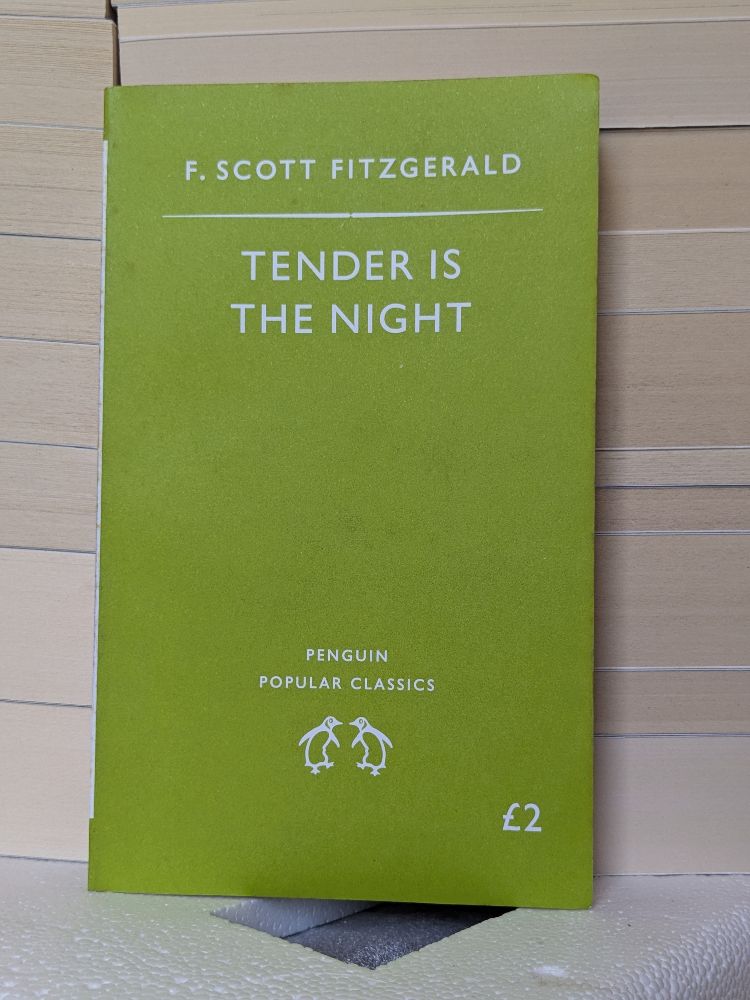 F. SCOTT FITZGERALD
TENDER IS
THE NIGHT
PENGUIN
POPULAR CLASSICS
£2